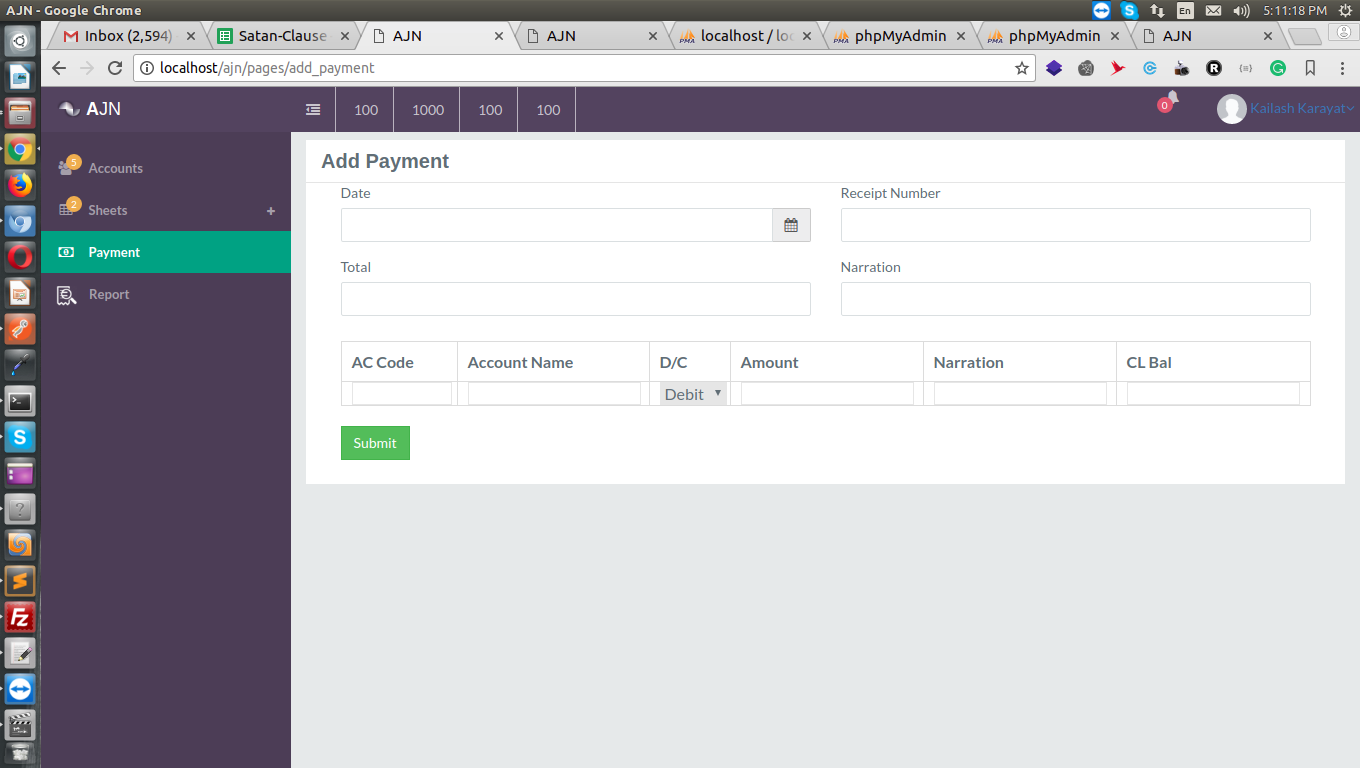 AJN - Google Chrome
En
5:11:18 PM
Inbox (2,594)
Satan-Clause
AJN
AJN
localhost / loc
phpMyAdmin
phpMyAdmin
AJN
localhost/ajn/pages/add_payment
AJN
100
1000
100
100
0
Kailash Karayat
5
Accounts
2
Sheets
+
Payment
Report
Add Payment
Date
Receipt Number
Total
Narration
AC Code
Account Name
D/C
Amount
Narration
CL Bal
Debit
Submit